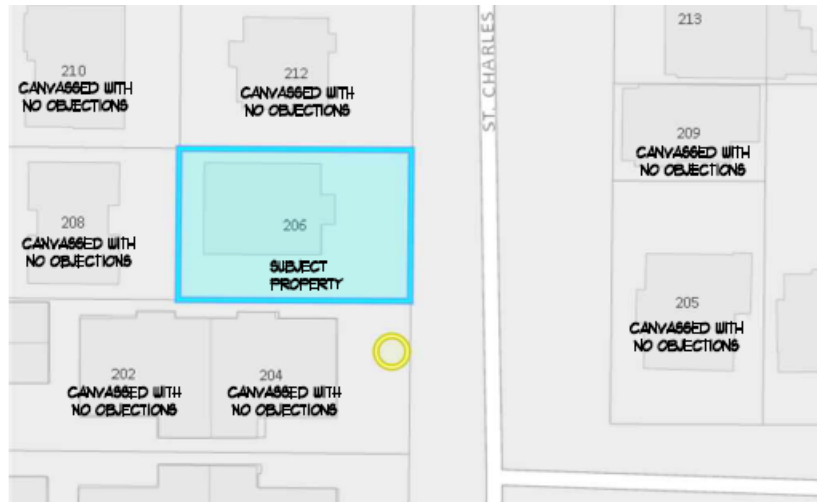 210
CANVASSED WITH
NO OBJECTIONS
212
CANVASSED WITH
NO OBJECTIONS
ST. CHARLES
213
209
CANVASSED WITH
NO OBJECTIONS
208
CANVASSED WITH
NO OBJECTIONS
206
SUBJECT
PROPERTY
205
CANVASSED WITH
NO OBJECTIONS
202
CANVASSED WITH
NO OBJECTIONS
204
CANVASSED WITH
NO OBJECTIONS